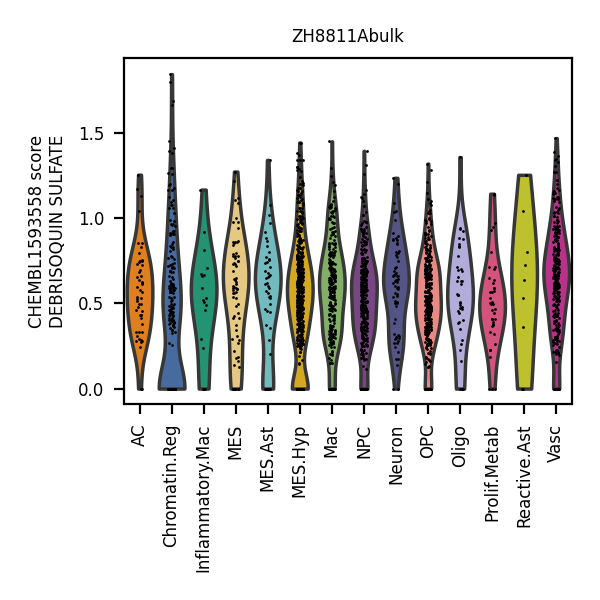 ZH8811Abulk
CHEMBL1593558 score
DEBRISOQUIN SULFATE
1.5
1.0
0.5
0.0
AC
Chromatin.Reg
Inflammatory.Mac
MES
MES.Ast
MES.Hyp
Mac
NPC
Neuron
OPC
Oligo
Prolif.Metab
Reactive.Ast
Vasc